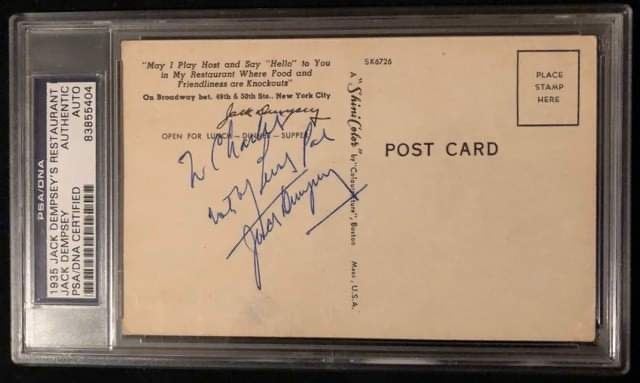 PSA/DNA
1935 JACK DEMPSEY'S RESTAURANT
JACK DEMPSEY
AUTHENTIC
AUTO
PSA/DNA CERTIFIED
83855404
"May I Play Host and Say "Hello" to You
in My Restaurant Where Food and
Friendliness are Knockouts"
On Broadway bet. 49th & 50th Sts., New York City
Jack Dempsey
OPEN FOR LUNCH — DINNER — SUPPER
To Charles
Pal
Jack Dempsey
SK6726
A "ShiniColor" by "Colourpicture", Boston Mass., U.S.A.
POST CARD
PLACE
STAMP
HERE